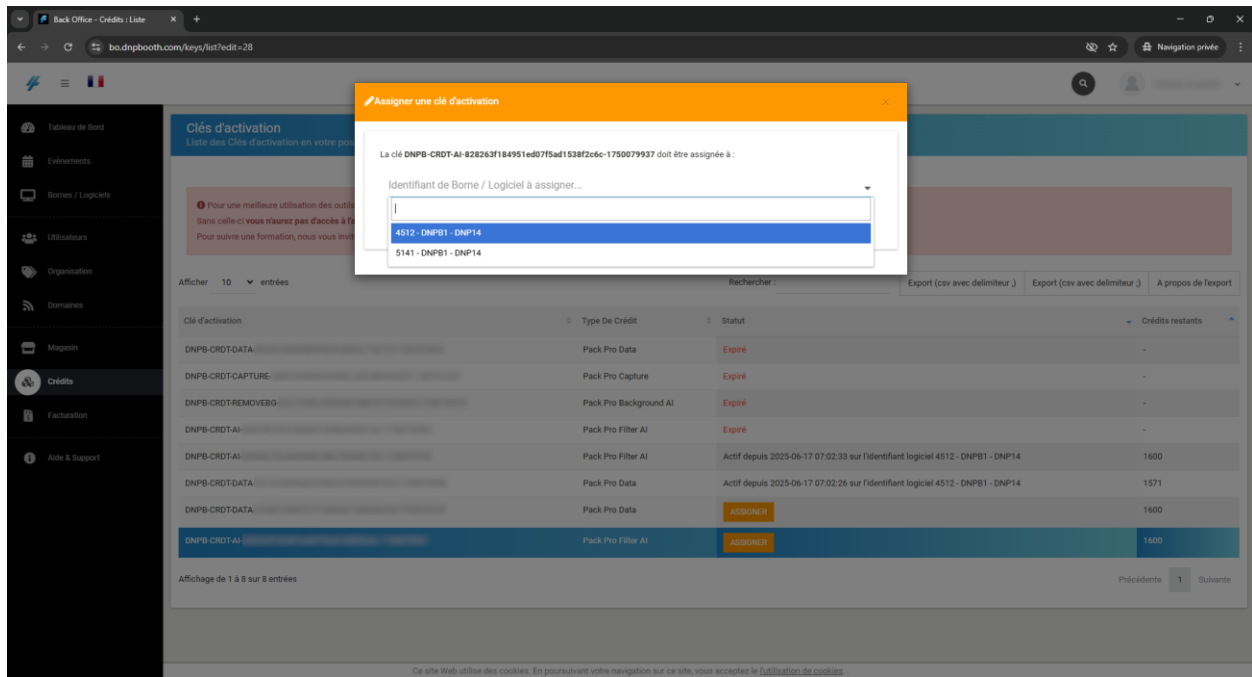 Back Office - Crédits : Liste
bo.dnpbooth.com/keys/list?edit=28
Navigation privée
Assigner une clé d'activation
Tableau de Bord
Evénements
Bornes / Logiciels
Utilisateurs
Organisation
Domaines
Magasin
Crédits
Facturation
Aide & Support
Clés d'activation
Liste des Clés d'activation en votre pos
La clé DNPB-CRDT-AI-828263f184951ed07f5ad1538f2c6c-1750079937 doit être assignée à :
Identifiant de Borne / Logiciel à assigner...
4512 - DNPB1 - DNP14
5141 - DNPB1 - DNP14
Pour une meilleure utilisation des outils
Sans celle-ci vous n'aurez pas d'accès à l'a
Pour suivre une formation, nous vous invit
Afficher 10 entrées
Rechercher :
Export (csv avec delimiteur ,) Export (csv avec delimiteur ;) A propos de l'export
Clé d'activation Type De Crédit Statut Crédits restants
DNPB-CRDT-DATA Pack Pro Data Expiré -
DNPB-CRDT-CAPTURE- Pack Pro Capture Expiré -
DNPB-CRDT-REMOVEBG- Pack Pro Background AI Expiré -
DNPB-CRDT-AI- Pack Pro Filter AI Expiré -
DNPB-CRDT-AI- Pack Pro Filter AI Actif depuis 2025-06-17 07:02:33 sur l'identifiant logiciel 4512 - DNPB1 - DNP14 1600
DNPB-CRDT-DATA- Pack Pro Data Actif depuis 2025-06-17 07:02:26 sur l'identifiant logiciel 4512 - DNPB1 - DNP14 1571
DNPB-CRDT-DATA Pack Pro Data ASSIGNER 1600
DNPB-CRDT-AI- Pack Pro Filter AI ASSIGNER 1600
Affichage de 1 à 8 sur 8 entrées
Précédente 1 Suivante
Ce site Web utilise des cookies. En poursuivant votre navigation sur ce site, vous acceptez le l'utilisation de cookies.